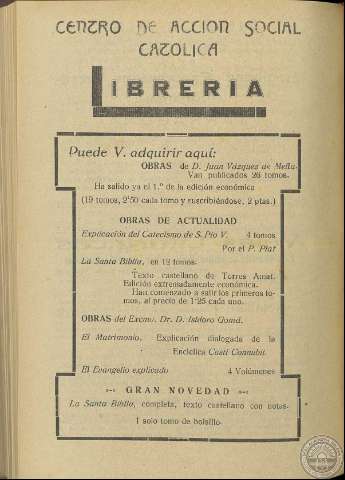 CENTRO DE ACCION SOCIAL
CATOLICA
LIBRERIA
Puede V. adquirir aquí:
OBRAS de D. Juan Vázquez de Mella.
Van publicados 26 tomos.
Ha salido ya el 1.º de la edición económica
(19 tomos, 2'50 cada tomo y suscribiéndose, 2 ptas.)
OBRAS DE ACTUALIDAD
Explicación del Catecismo de S. Pío V. 4 tomos
Por el P. Plat
La Santa Biblia, en 12 tomos.
Texto castellano de Torres Amat.
Edición extremadamente económica.
Han comenzado a salir los primeros to-
mos, al precio de 1'25 cada uno.
OBRAS del Excmo. Dr. D. Isidoro Gomá.
El Matrimonio. Explicación dialogada de la
Encíclica Casti Connubii.
El Evangelio explicado 4 Volúmenes
GRAN NOVEDAD
La Santa Biblia, completa, texto castellano con notas.
1 solo tomo de bolsillo.